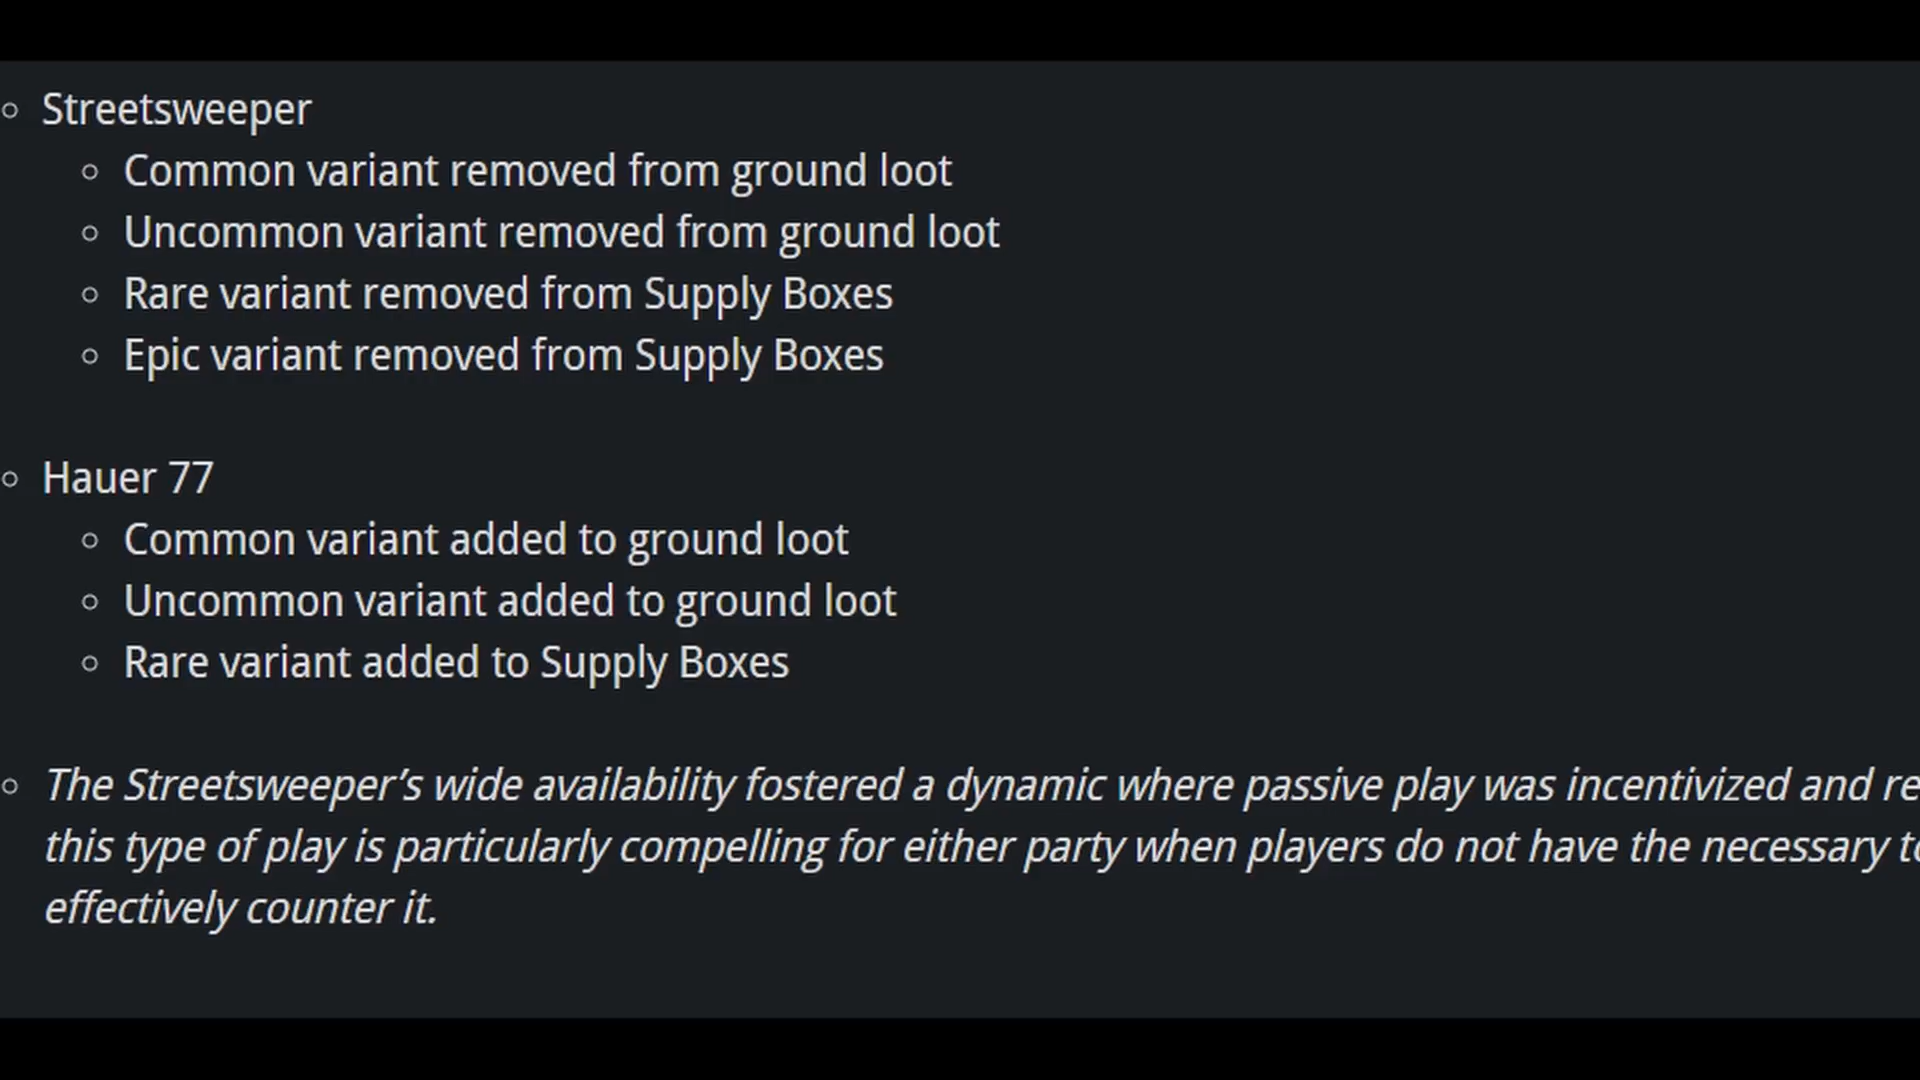 Streetsweeper
Common variant removed from ground loot
Uncommon variant removed from ground loot
Rare variant removed from Supply Boxes
Epic variant removed from Supply Boxes
Hauer 77
Common variant added to ground loot
Uncommon variant added to ground loot
Rare variant added to Supply Boxes
The Streetsweeper’s wide availability fostered a dynamic where passive play was incentivized and
this type of play is particularly compelling for either party when players do not have the necessary
effectively counter it.